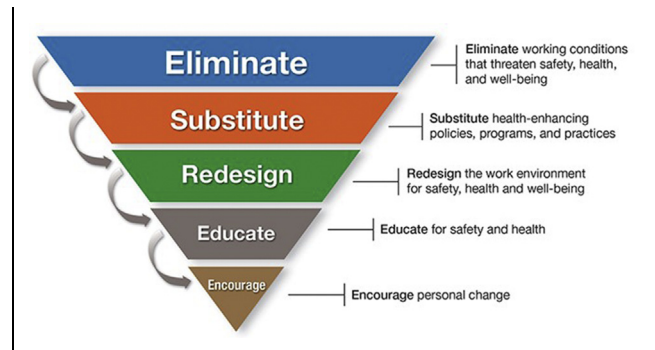 Eliminate
Eliminate working conditions
that threaten safety, health,
and well-being
Substitute
Substitute health-enhancing
policies, programs, and practices
Redesign
Redesign the work environment
for safety, health and well-being
Educate
Educate for safety and health
Encourage
Encourage personal change